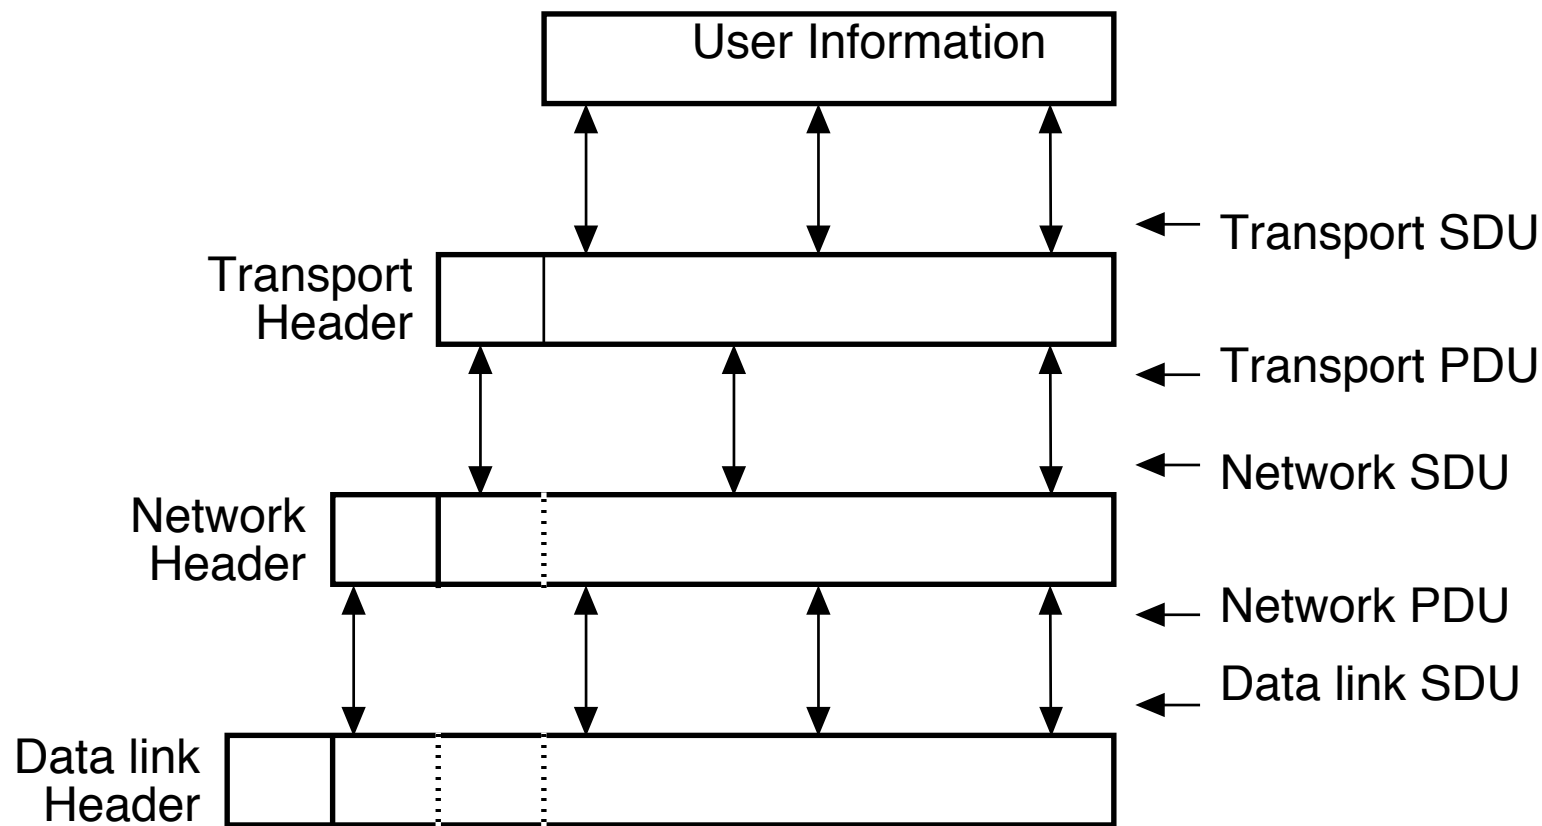 User Information
Transport SDU
Transport
Header
Transport PDU
Network SDU
Network
Header
Network PDU
Data link SDU
Data link
Header